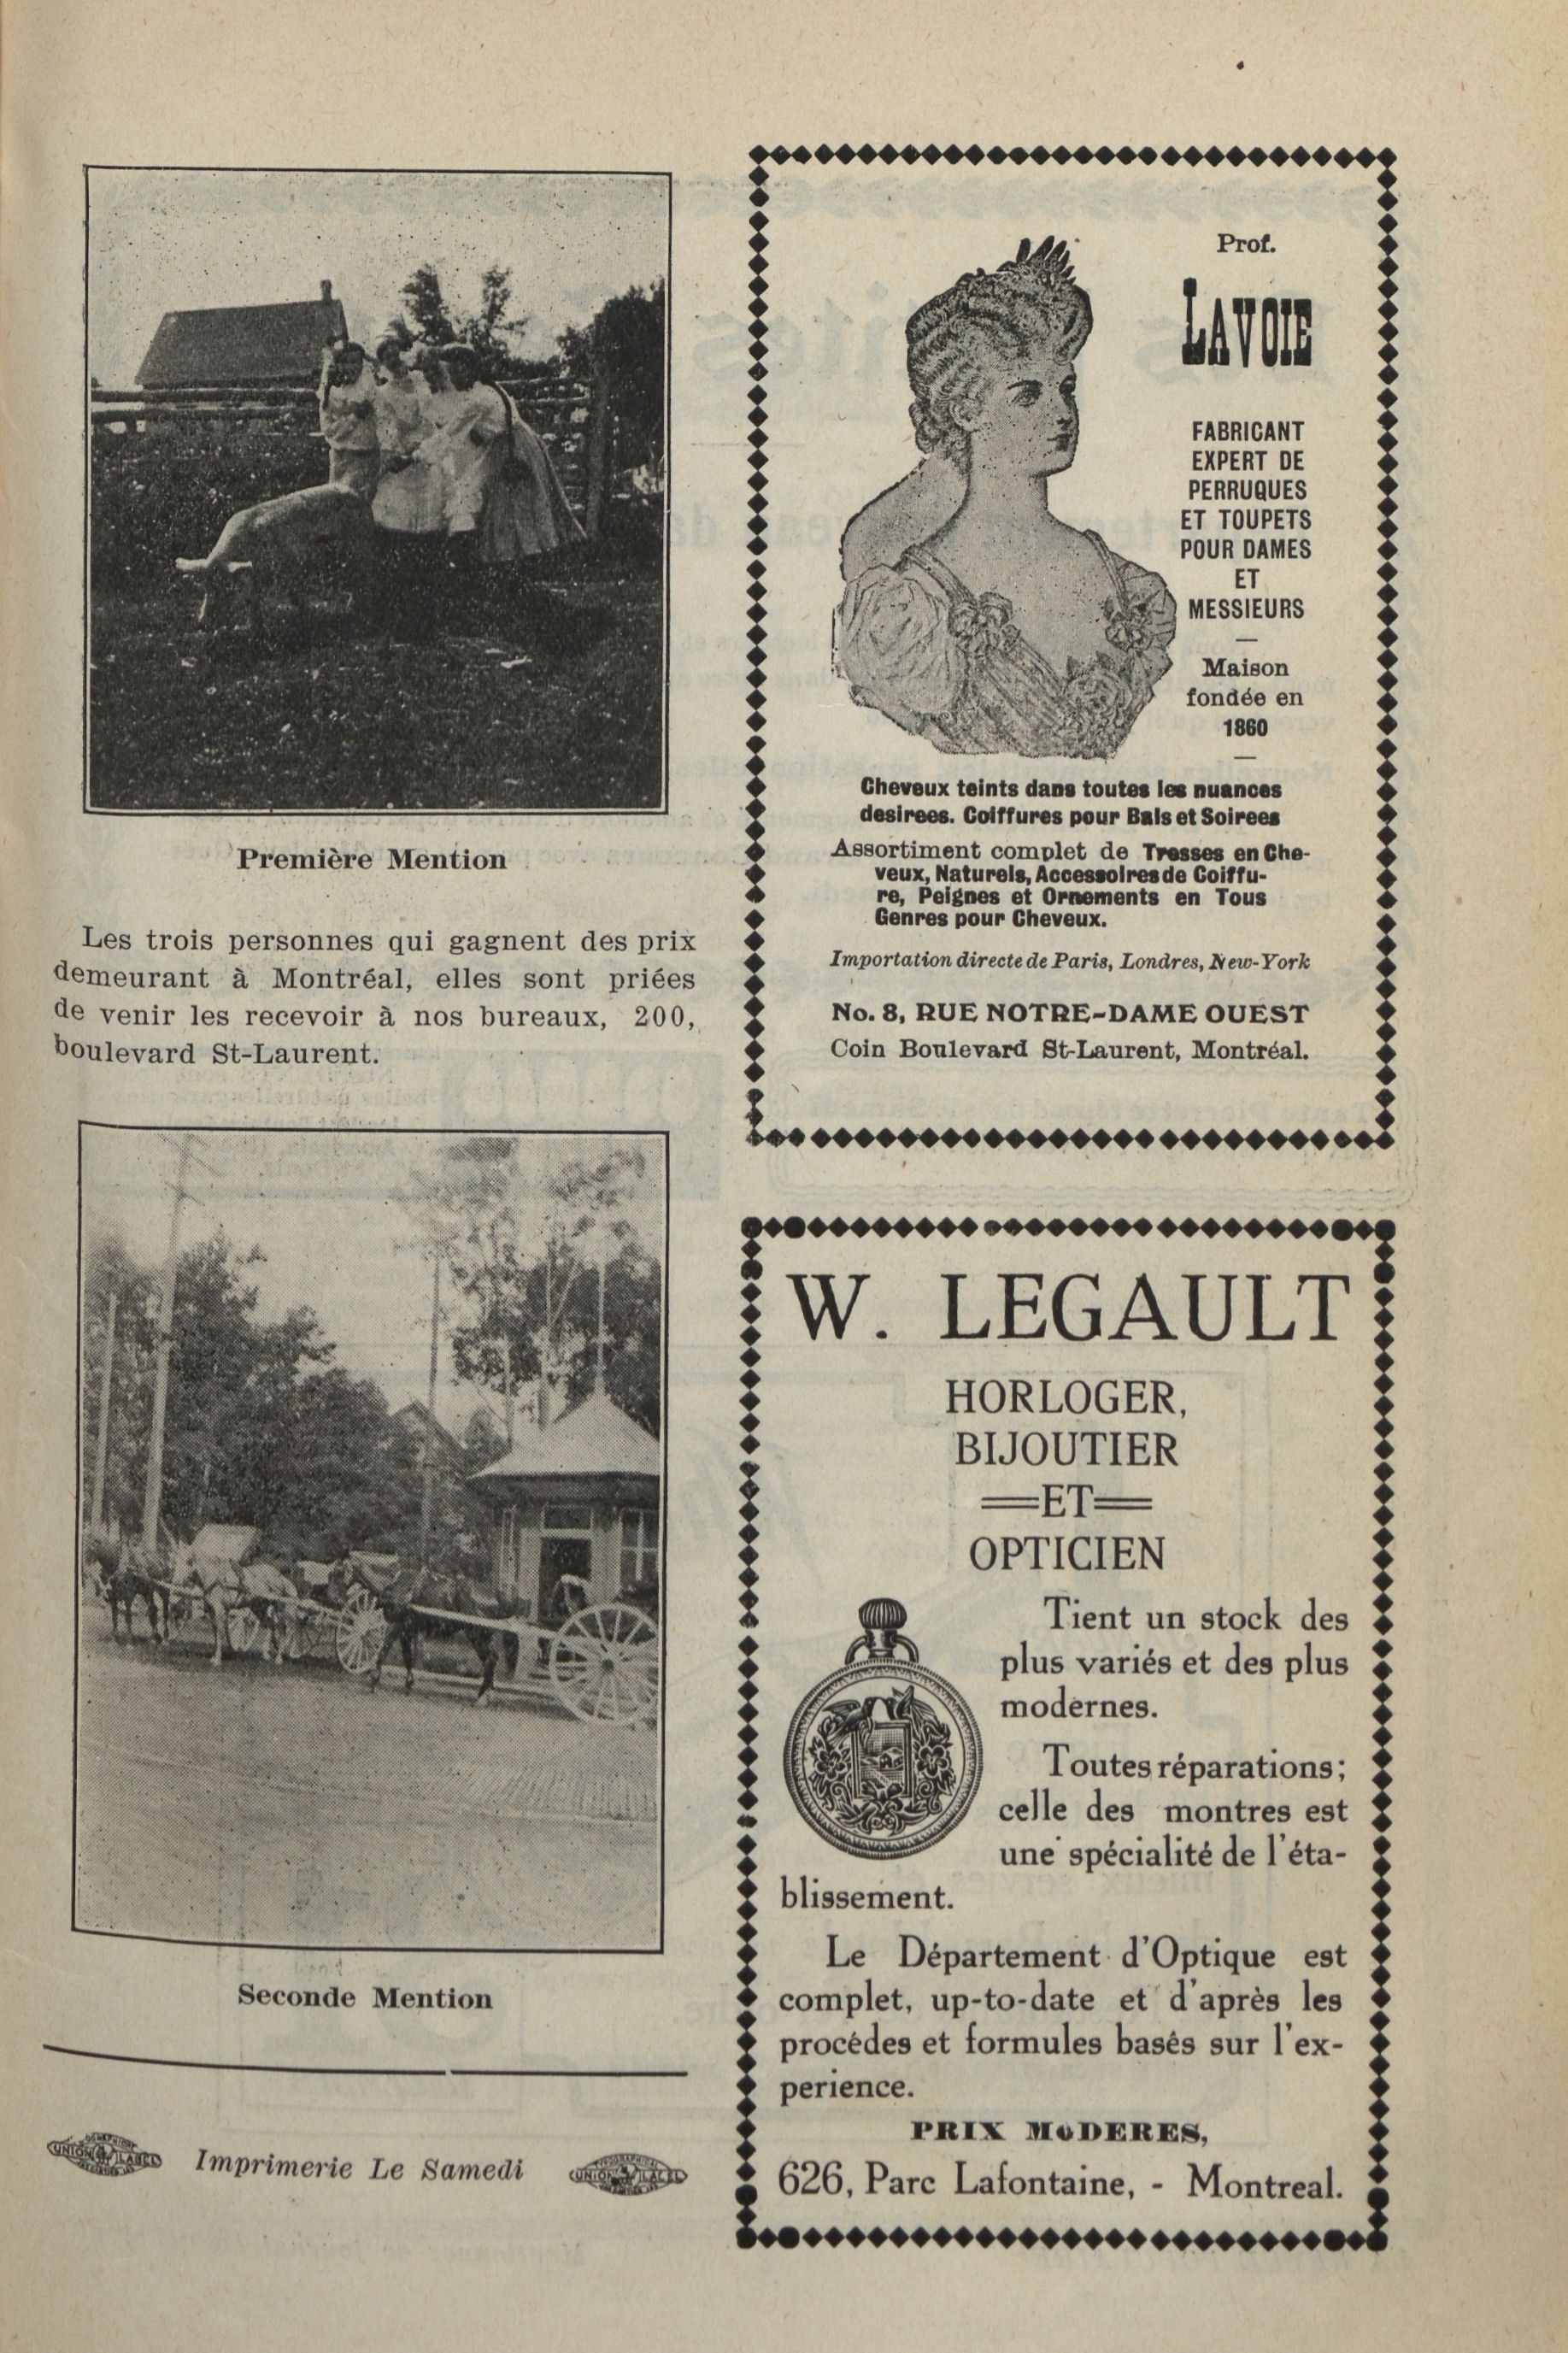 Première Mention
Les trois personnes qui gagnent des prix
demeurant à Montréal, elles sont priées
de venir les recevoir à nos bureaux, 200,
boulevard St-Laurent.
Seconde Mention
UNION LABEL
Imprimerie Le Samedi
UNION LABEL
Prof.
LAVOIE
FABRICANT
EXPERT DE
PERRUQUES
ET TOUPETS
POUR DAMES
ET
MESSIEURS
Maison
fondée en
1860
Cheveux teints dans toutes les nuances
desirees. Coiffures pour Bals et Soirees
Assortiment complet de Tresses en Che-
veux, Naturels, Accessoires de Coiffu-
re, Peignes et Ornements en Tous
Genres pour Cheveux.
Importation directe de Paris, Londres, New-York
No. 8, RUE NOTRE-DAME OUEST
Coin Boulevard St-Laurent, Montréal.
W. LEGAULT
HORLOGER,
BIJOUTIER
ET
OPTICIEN
Tient un stock des
plus variés et des plus
modernes.
Toutes réparations;
celle des montres est
une spécialité de l'éta-
blissement.
Le Département d'Optique est
complet, up-to-date et d'après les
procédes et formules basés sur l'ex-
perience.
PRIX MODERES,
626, Parc Lafontaine, - Montreal.